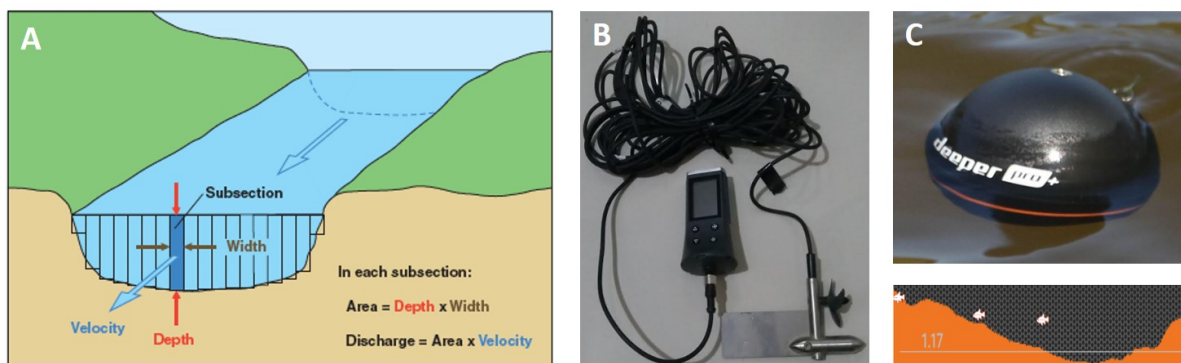 A
Subsection
Width
In each subsection:
Area = Depth x Width
Velocity
Depth
Discharge = Area x Velocity
B
C
deeper pro+
1.17